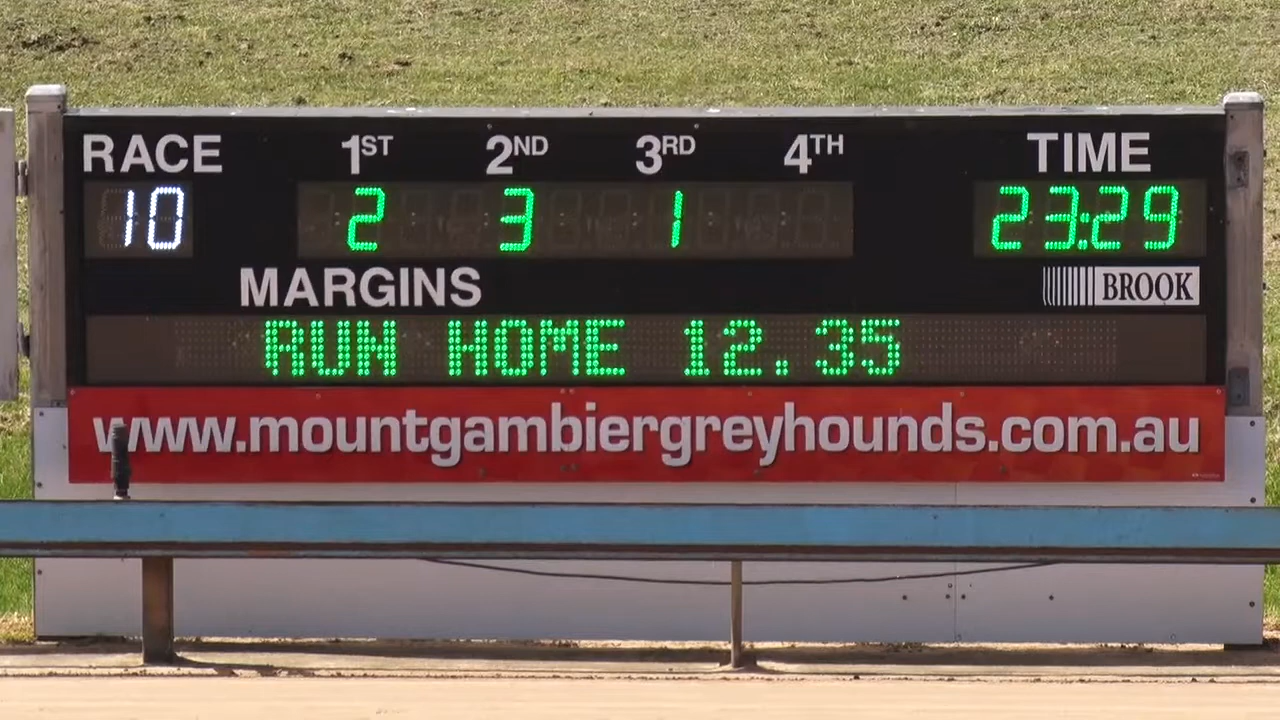 RACE 1ST 2ND 3RD 4TH TIME
10 2 3 1 23:29
MARGINS BROOK
RUN HOME 12.35
www.mountgambiergreyhounds.com.au